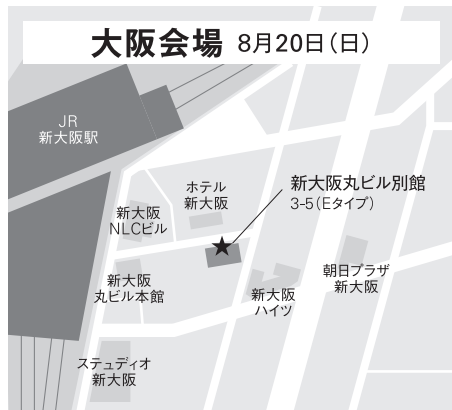 大阪会場 8月20日（日）
JR
新大阪駅
ホテル
新大阪
新大阪丸ビル別館
3-5（Eタイプ）
新大阪
NLCビル
新大阪
丸ビル本館
朝日プラザ
新大阪
新大阪
ハイツ
ステュディオ
新大阪